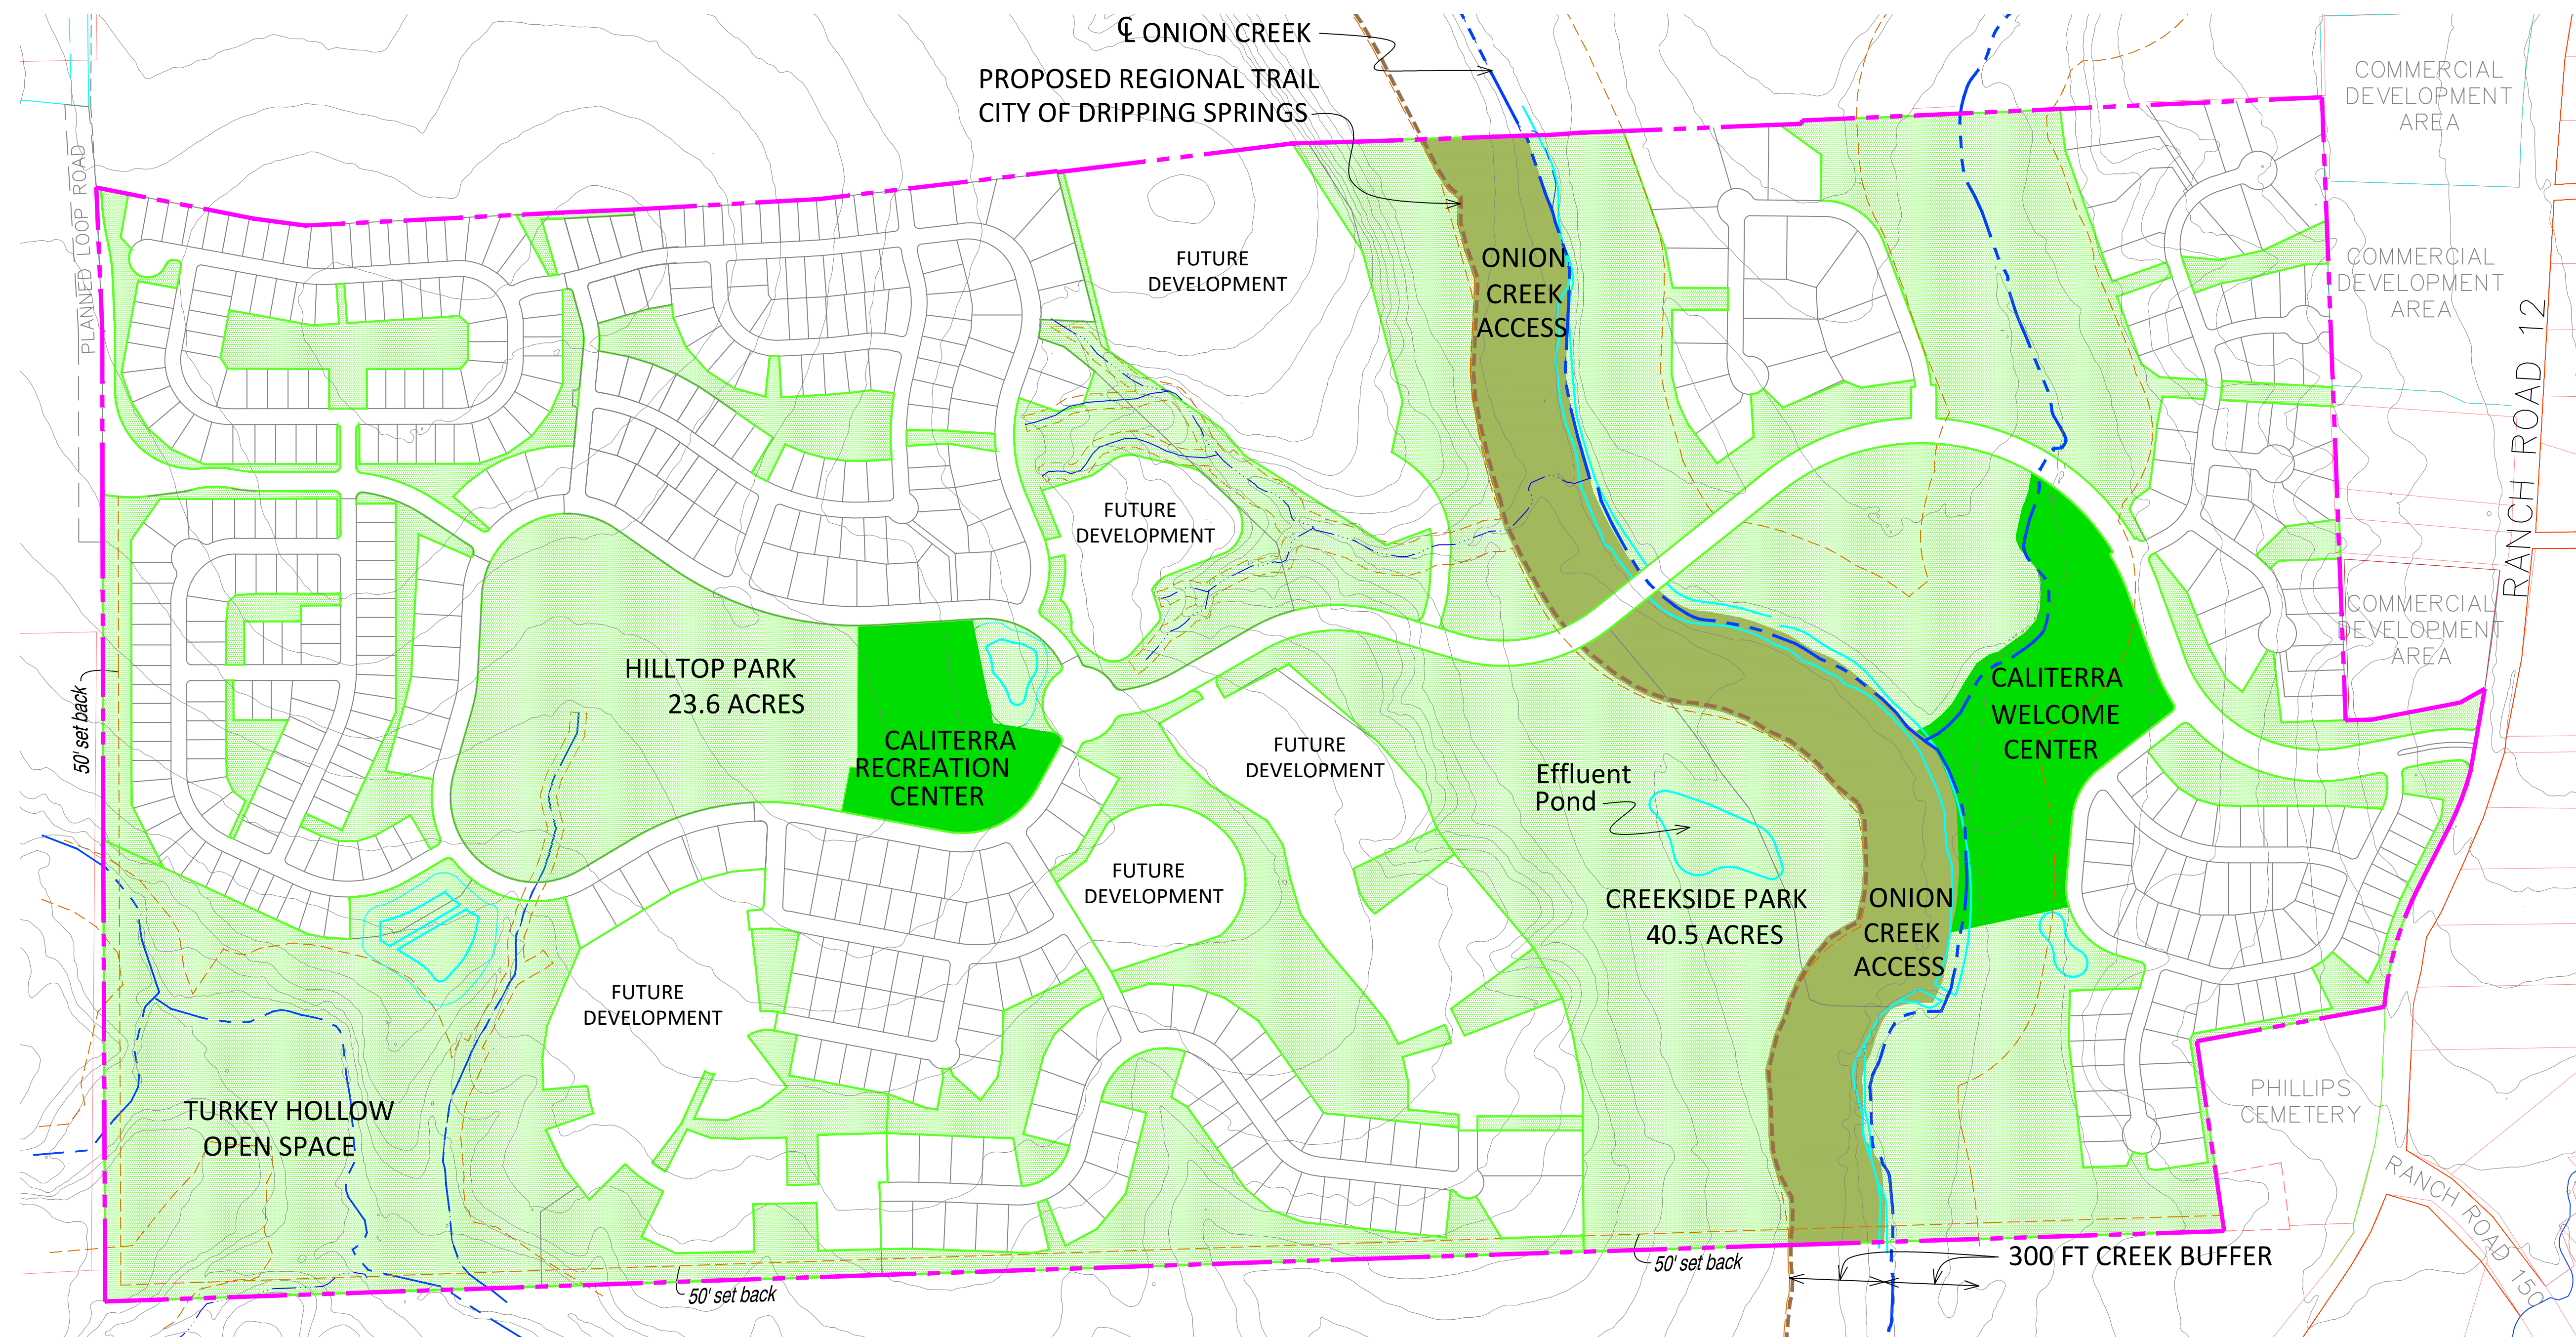 ℄ ONION CREEK
PROPOSED REGIONAL TRAIL
CITY OF DRIPPING SPRINGS
COMMERCIAL
DEVELOPMENT
AREA
PLANNED LOOP ROAD
FUTURE
DEVELOPMENT
ONION
CREEK
ACCESS
COMMERCIAL
DEVELOPMENT
AREA
RANCH ROAD 12
FUTURE
DEVELOPMENT
COMMERCIAL
DEVELOPMENT
AREA
50' set back
HILLTOP PARK
23.6 ACRES
CALITERRA
RECREATION
CENTER
FUTURE
DEVELOPMENT
CALITERRA
WELCOME
CENTER
Effluent
Pond
FUTURE
DEVELOPMENT
CREEKSIDE PARK
40.5 ACRES
ONION
CREEK
ACCESS
FUTURE
DEVELOPMENT
TURKEY HOLLOW
OPEN SPACE
PHILLIPS
CEMETERY
RANCH ROAD 150
50' set back
50' set back
300 FT CREEK BUFFER